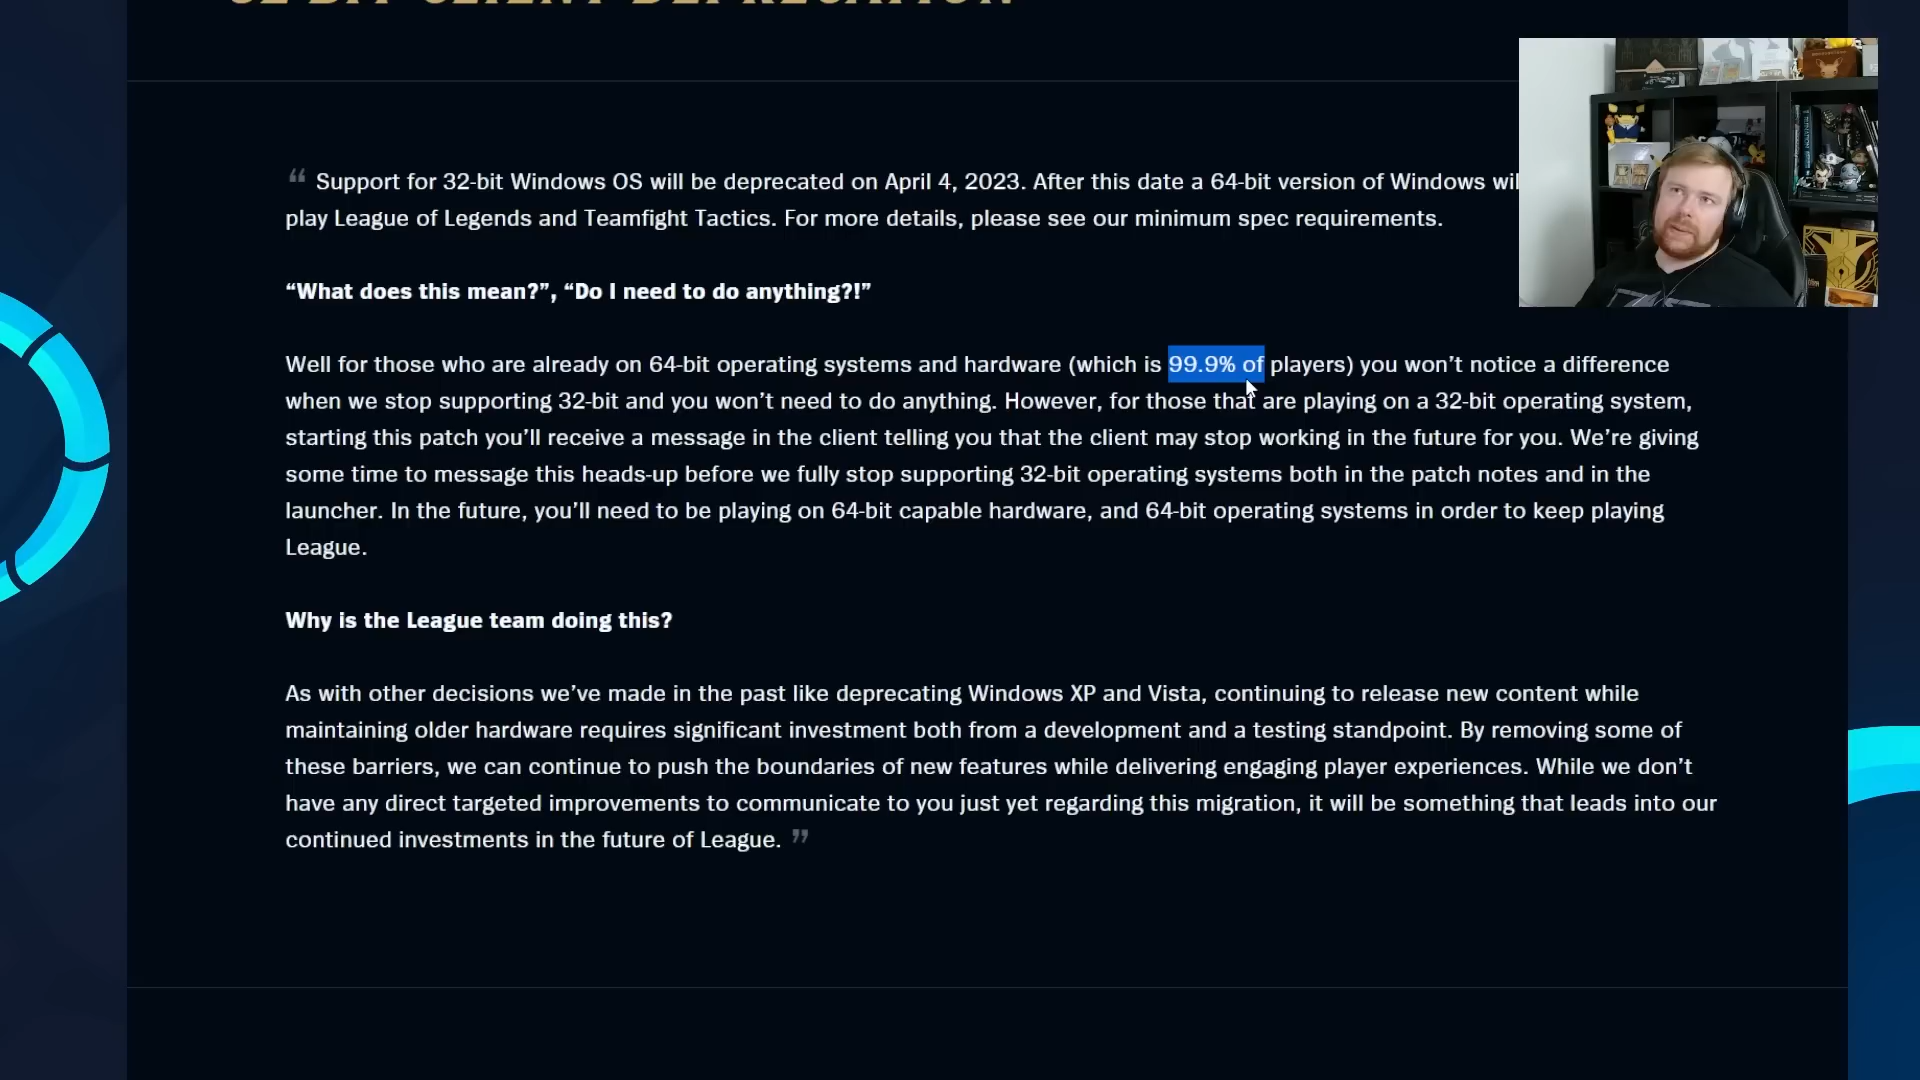 32-BIT CLIENT DEPRECATION
“ Support for 32-bit Windows OS will be deprecated on April 4, 2023. After this date a 64-bit version of Windows wil
play League of Legends and Teamfight Tactics. For more details, please see our minimum spec requirements.
“What does this mean?”, “Do I need to do anything?!”
Well for those who are already on 64-bit operating systems and hardware (which is 99.9% of players) you won’t notice a difference
when we stop supporting 32-bit and you won’t need to do anything. However, for those that are playing on a 32-bit operating system,
starting this patch you’ll receive a message in the client telling you that the client may stop working in the future for you. We’re giving
some time to message this heads-up before we fully stop supporting 32-bit operating systems both in the patch notes and in the
launcher. In the future, you’ll need to be playing on 64-bit capable hardware, and 64-bit operating systems in order to keep playing
League.
Why is the League team doing this?
As with other decisions we’ve made in the past like deprecating Windows XP and Vista, continuing to release new content while
maintaining older hardware requires significant investment both from a development and a testing standpoint. By removing some of
these barriers, we can continue to push the boundaries of new features while delivering engaging player experiences. While we don’t
have any direct targeted improvements to communicate to you just yet regarding this migration, it will be something that leads into our
continued investments in the future of League. ”